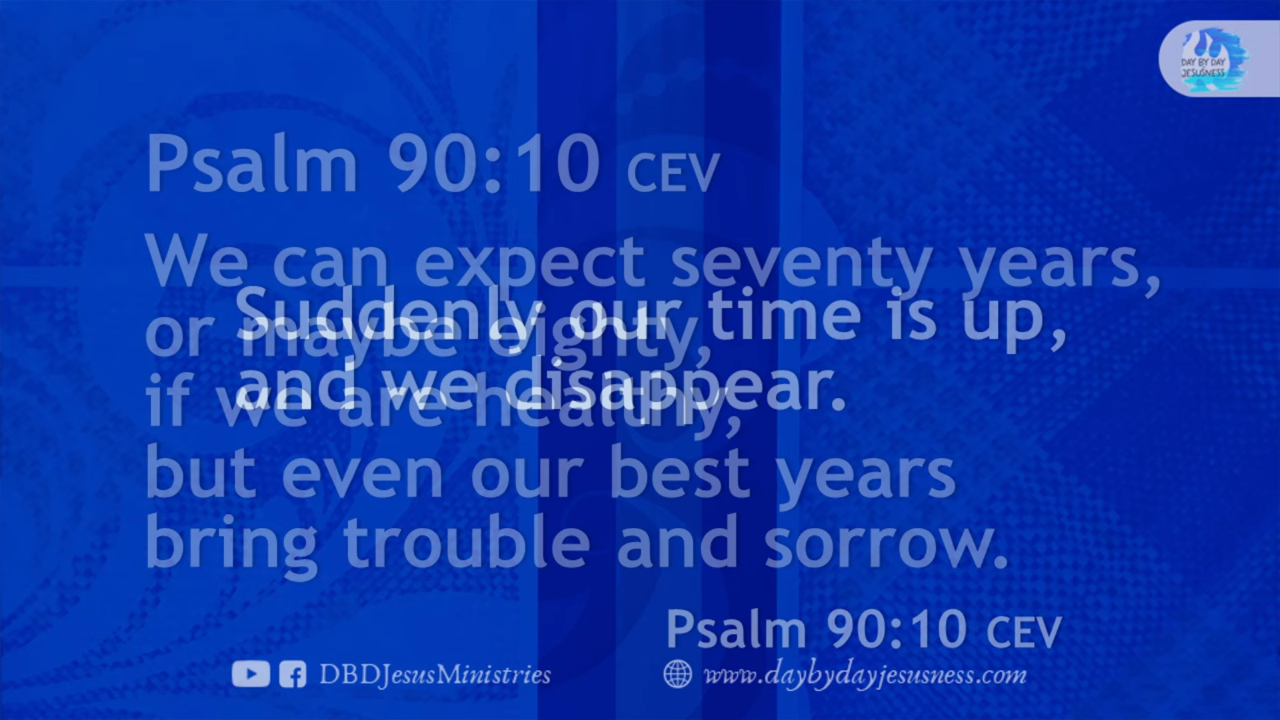 DAY BY DAY
JESUSNESS
Psalm 90:10 CEV
We can expect seventy years,
or maybe eighty,
if we are healthy,
but even our best years
bring trouble and sorrow.
Suddenly our time is up,
and we disappear.
Psalm 90:10 CEV
DBDJesusMinistries
www.daybydayjesusness.com